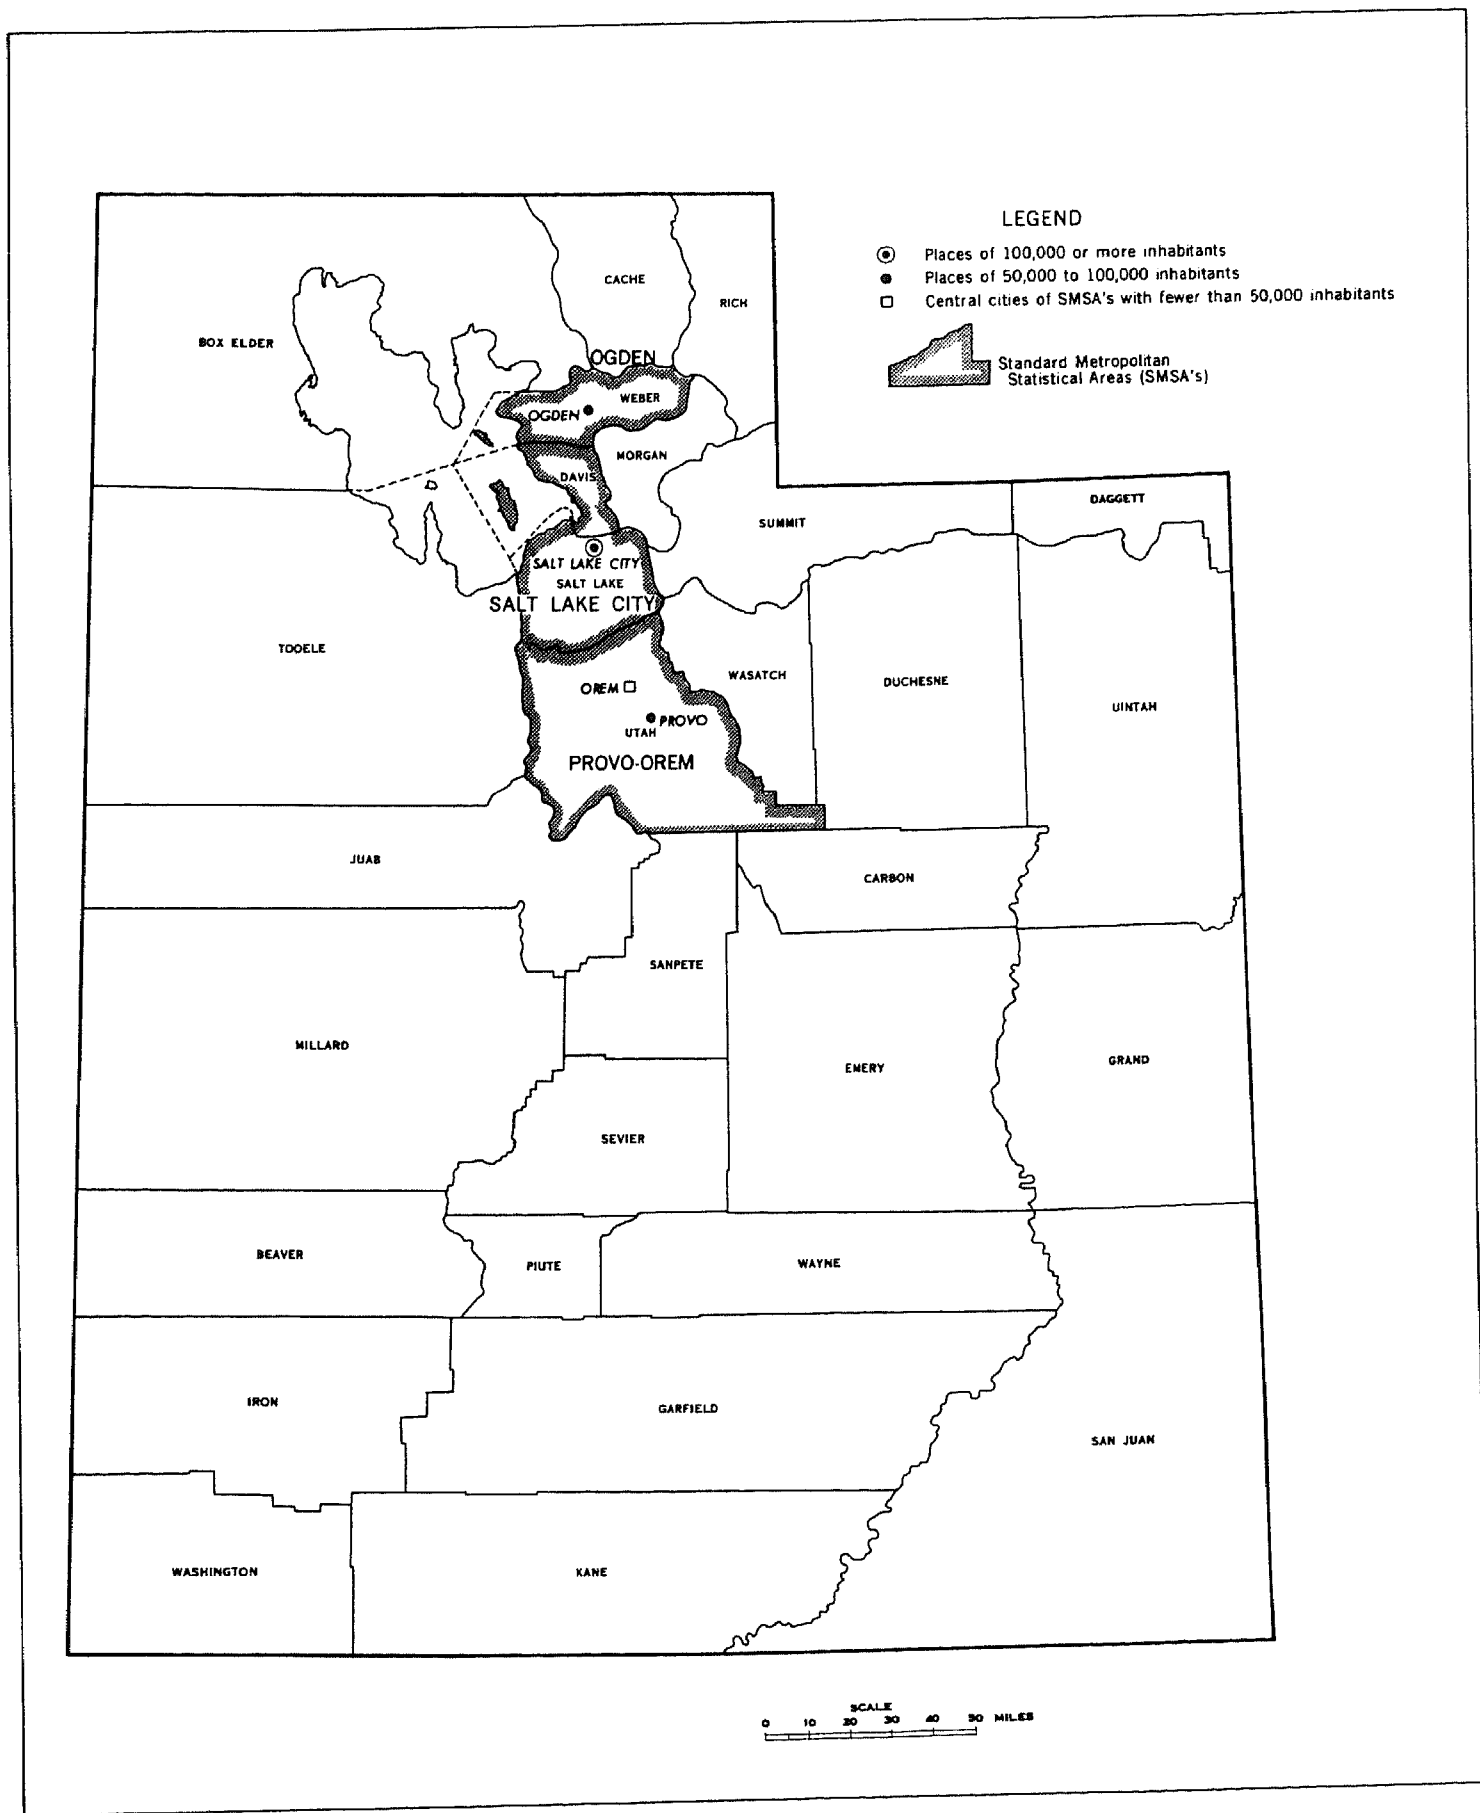 LEGEND
Places of 100,000 or more inhabitants
Places of 50,000 to 100,000 inhabitants
Central cities of SMSA's with fewer than 50,000 inhabitants
Standard Metropolitan
Statistical Areas (SMSA's)
CACHE
RICH
BOX ELDER
OGDEN
WEBER
OGDEN
MORGAN
DAVIS
DAGGETT
SUMMIT
SALT LAKE CITY
SALT LAKE
SALT LAKE CITY
TOOELE
WASATCH
DUCHESNE
OREM
UINTAH
PROVO
UTAH
PROVO-OREM
JUAB
CARBON
SANPETE
MILLARD
EMERY
GRAND
SEVIER
BEAVER
PIUTE
WAYNE
IRON
GARFIELD
SAN JUAN
WASHINGTON
KANE
SCALE
0 10 20 30 40 50 MILES